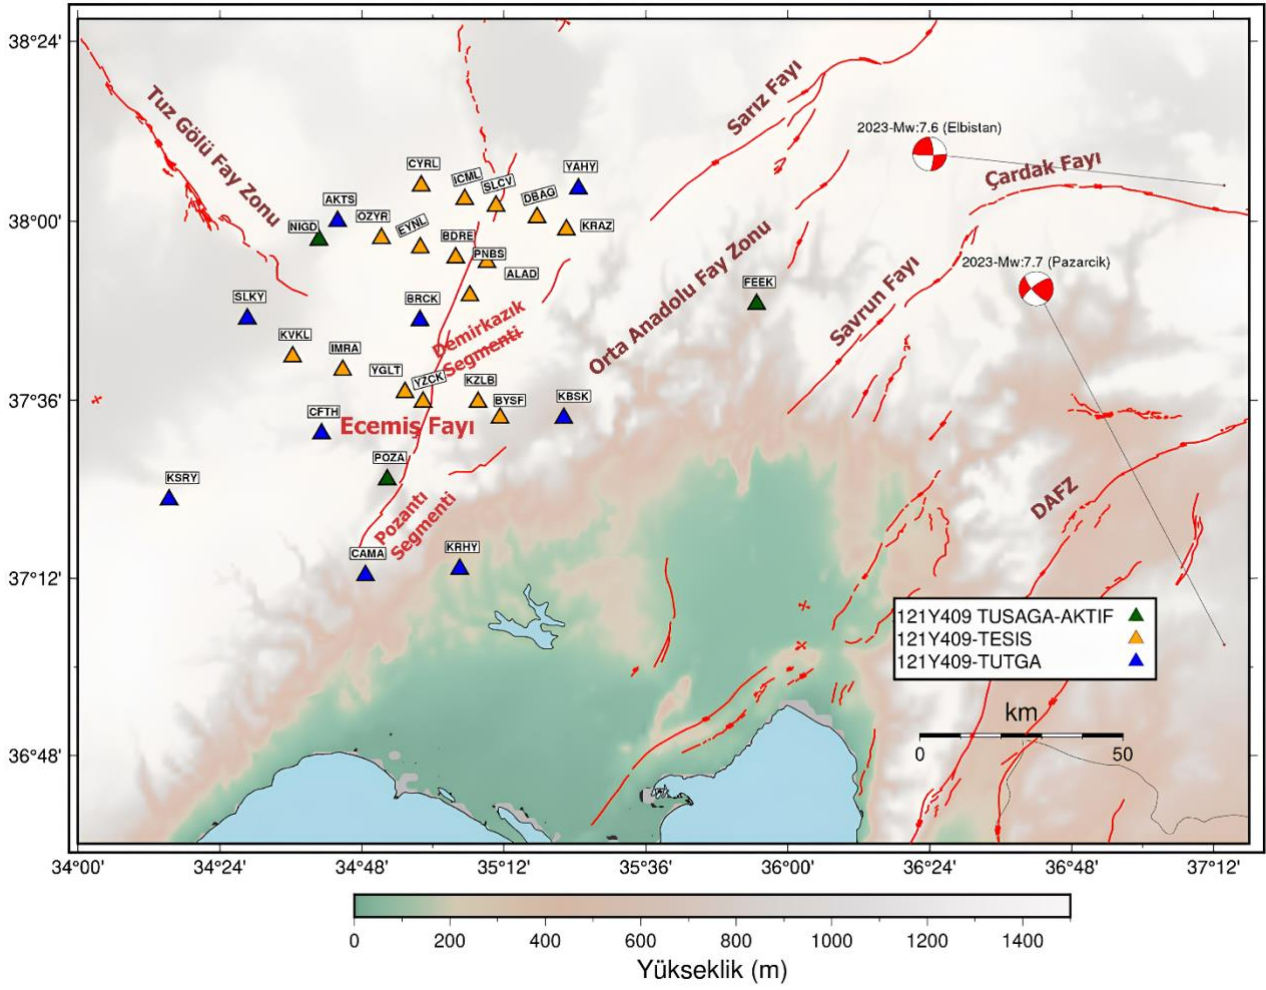 38°24'
38°00'
37°36'
37°12'
36°48'
Tuz Gölü Fay Zonu
Sarız Fayı
2023-Mw:7.6 (Elbistan)
Çardak Fayı
CYRL
ICML
SLCV
YAHY
AKTS
OZYR
DBAG
NIGD
EYNL
BDRE
KRAZ
PNBS
ALAD
Orta Anadolu Fay Zonu
Savrun Fayı
2023-Mw:7.7 (Pazarcik)
FEEK
SLKY
BRCK
Demirkazık
Segmenti
KVKL
IMRA
YGLT
YZCK
KZLB
BYSF
KBSK
CFTH
Ecemiş Fayı
POZA
KSRY
Pozantı
Segmenti
DAFZ
CAMA
KRHY
121Y409 TUSAGA-AKTIF
121Y409-TESIS
121Y409-TUTGA
km
0 50
34°00' 34°24' 34°48' 35°12' 35°36' 36°00' 36°24' 36°48' 37°12'
0 200 400 600 800 1000 1200 1400
Yükseklik (m)